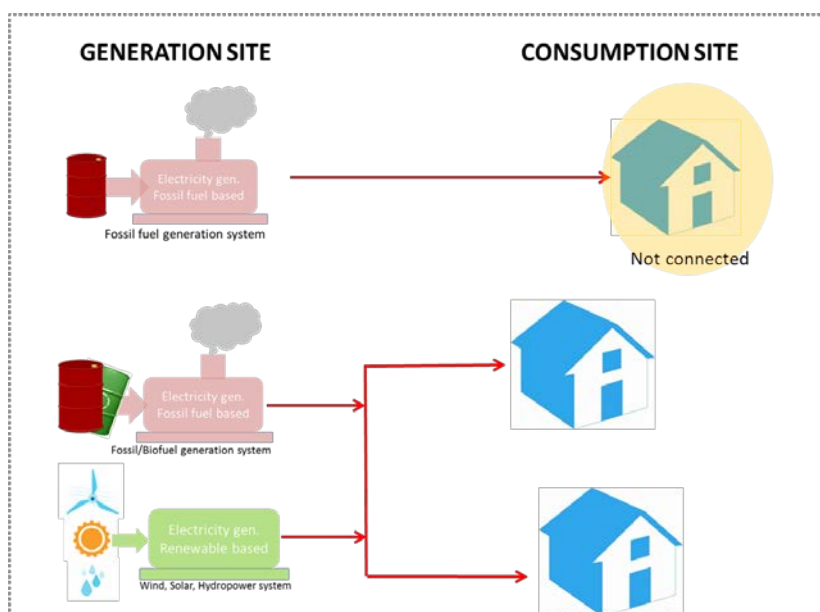 GENERATION SITE
CONSUMPTION SITE
Electricity gen.
Fossil fuel based
Fossil fuel generation system
Not connected
Electricity gen.
Fossil fuel based
Fossil/Biofuel generation system
Electricity gen.
Renewable based
Wind, Solar, Hydropower system